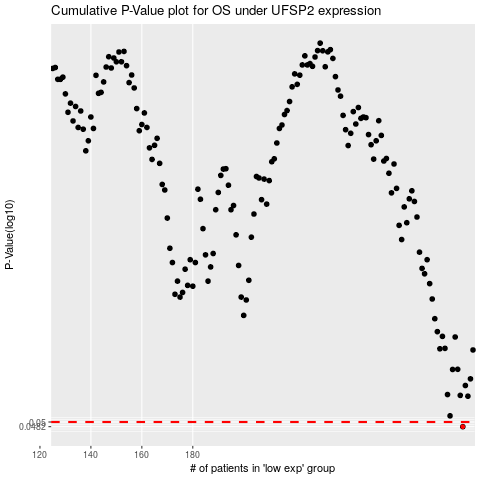 Cumulative P-Value plot for OS under UFSP2 expression
P-Value(log10)
0.05
0.0482
120 140 160 180
# of patients in 'low exp' group